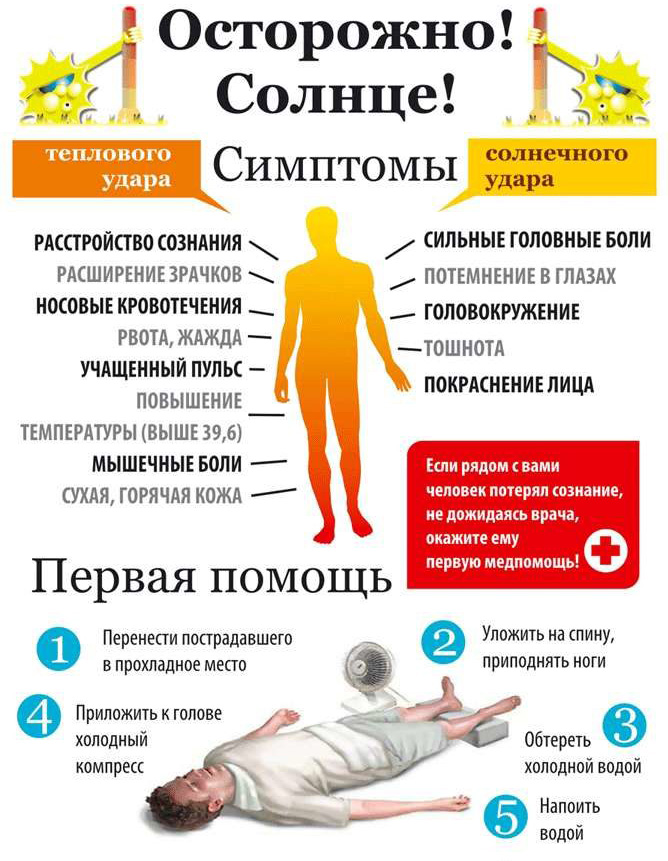 Осторожно!
Солнце!
теплового
удара
Симптомы
солнечного
удара
РАССТРОЙСТВО СОЗНАНИЯ
РАСШИРЕНИЕ ЗРАЧКОВ
НОСОВЫЕ КРОВОТЕЧЕНИЯ
РВОТА, ЖАЖДА
УЧАЩЕННЫЙ ПУЛЬС
ПОВЫШЕНИЕ
ТЕМПЕРАТУРЫ (ВЫШЕ 39,6)
МЫШЕЧНЫЕ БОЛИ
СУХАЯ, ГОРЯЧАЯ КОЖА
СИЛЬНЫЕ ГОЛОВНЫЕ БОЛИ
ПОТЕМНЕНИЕ В ГЛАЗАХ
ГОЛОВОКРУЖЕНИЕ
ТОШНОТА
ПОКРАСНЕНИЕ ЛИЦА
Если рядом с вами
человек потерял сознание,
не дожидаясь врача,
окажите ему
первую медпомощь!
Первая помощь
1 Перенести пострадавшего
в прохладное место
2 Уложить на спину,
приподнять ноги
3 Обтереть
холодной водой
4 Приложить к голове
холодный
компресс
5 Напоить
водой